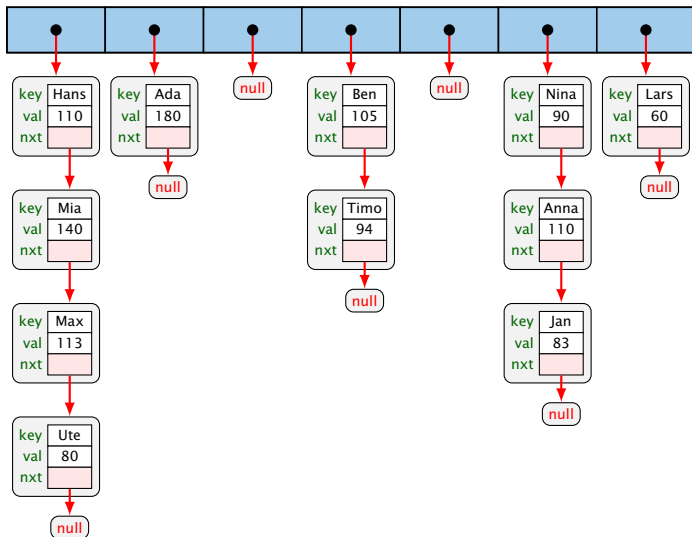 key Hans key Ada null key Ben null key Nina key Lars
val 110 val 180 val 105 val 90 val 60
nxt nxt nxt nxt nxt
null null
key Mia key Timo key Anna
val 140 val 94 val 110
nxt nxt nxt
null
key Max key Jan
val 113 val 83
nxt nxt
null
key Ute
val 80
nxt
null